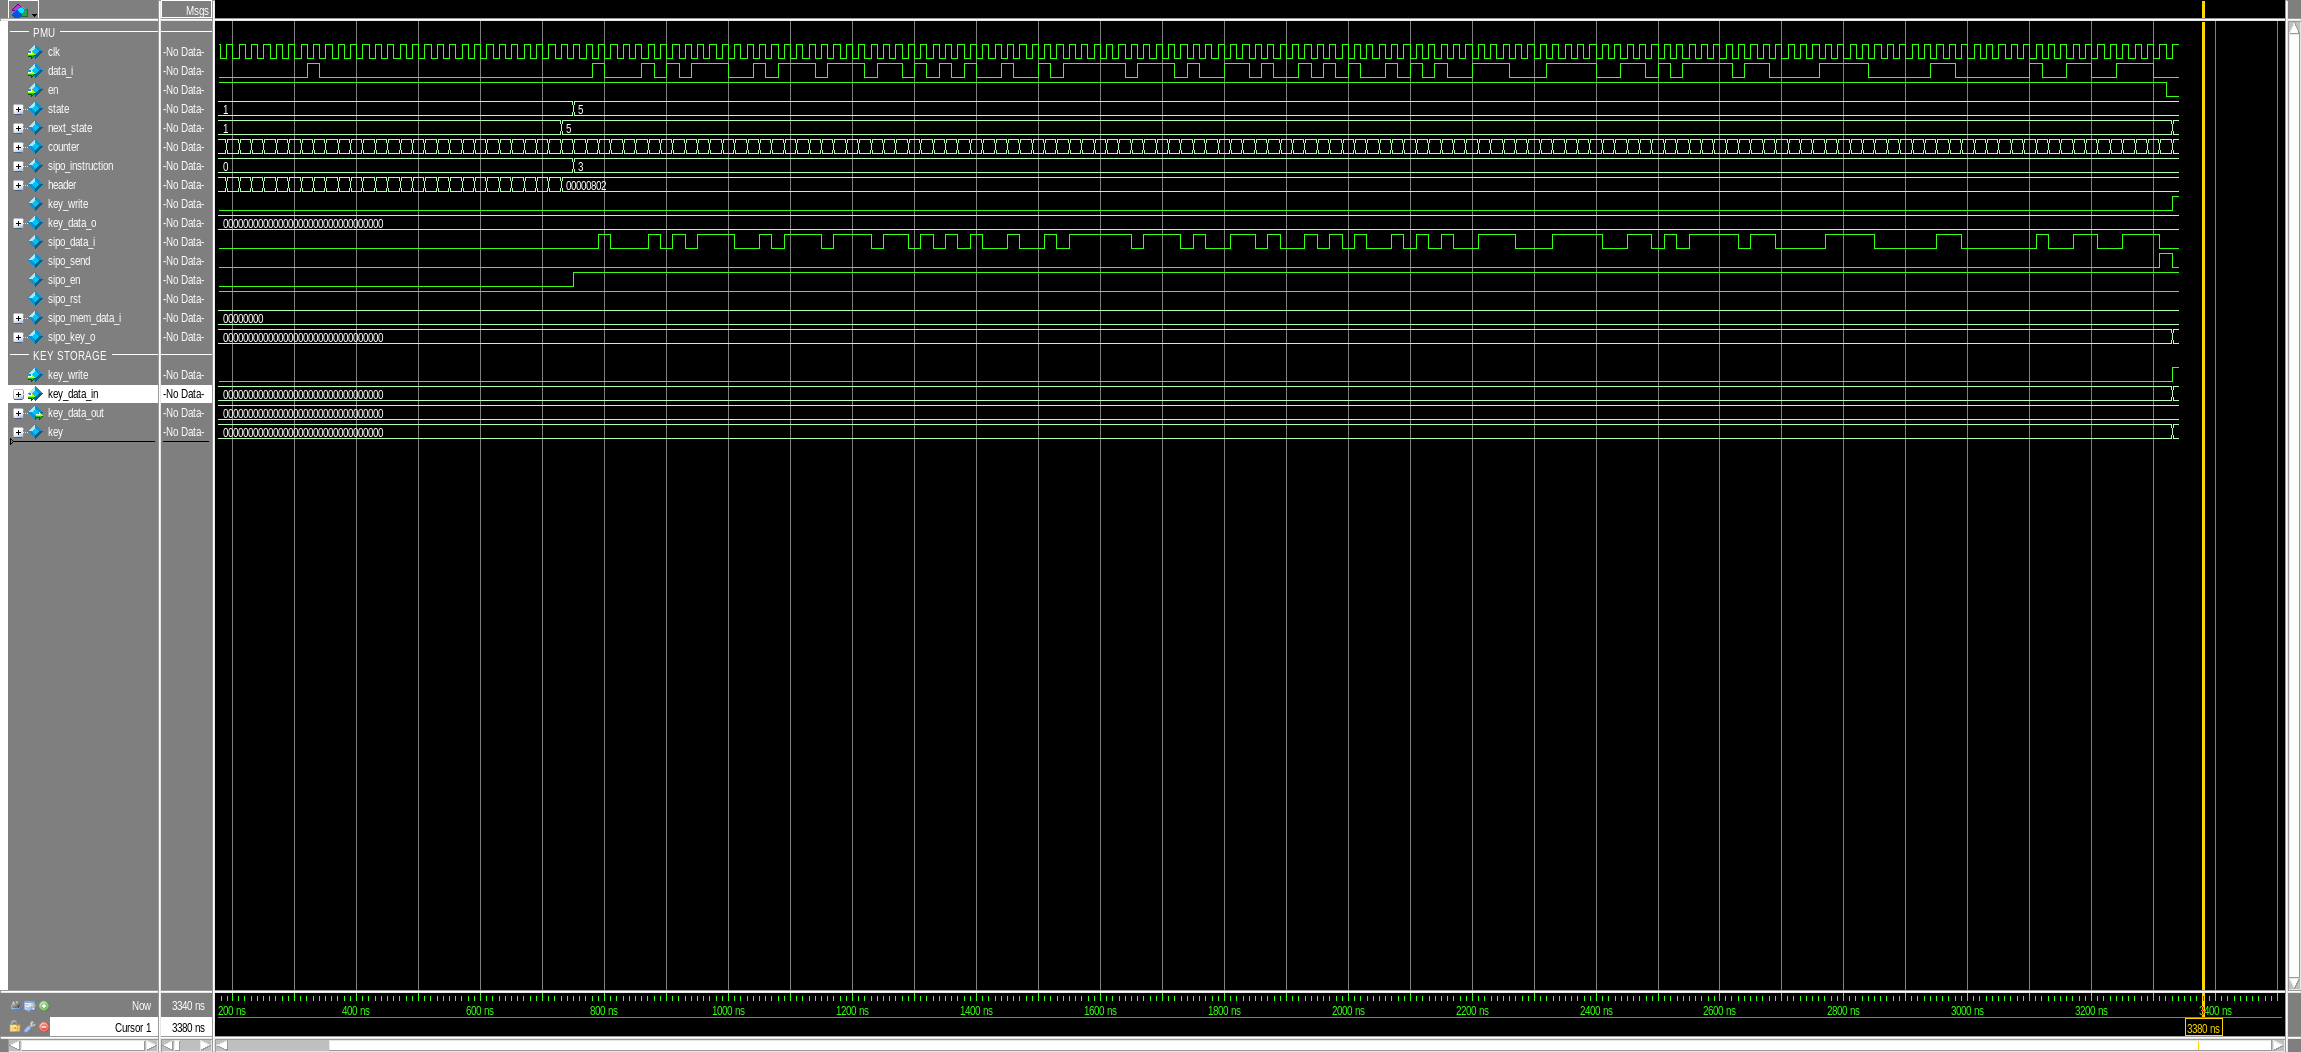 Msgs
PMU
clk -No Data-
data_i -No Data-
en -No Data-
state -No Data- 1 5
next_state -No Data- 1 5
counter -No Data-
sipo_instruction -No Data- 0 3
header -No Data- 00000802
key_write -No Data-
key_data_o -No Data- 00000000000000000000000000000000
sipo_data_i -No Data-
sipo_send -No Data-
sipo_en -No Data-
sipo_rst -No Data-
sipo_mem_data_i -No Data- 00000000
sipo_key_o -No Data- 00000000000000000000000000000000
KEY STORAGE
key_write -No Data-
key_data_in -No Data- 00000000000000000000000000000000
key_data_out -No Data- 00000000000000000000000000000000
key -No Data- 00000000000000000000000000000000
Now 3340 ns 200 ns 400 ns 600 ns 800 ns 1000 ns 1200 ns 1400 ns 1600 ns 1800 ns 2000 ns 2200 ns 2400 ns 2600 ns 2800 ns 3000 ns 3200 ns 3400 ns
Cursor 1 3380 ns 3380 ns